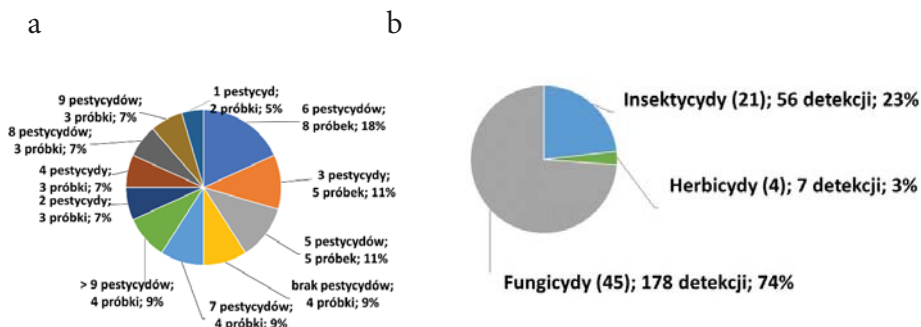 a
b
1 pestycyd;
2 próbki; 5%
6 pestycydów;
8 próbek; 18%
3 pestycydy;
5 próbek; 11%
5 pestycydów;
5 próbek; 11%
brak pestycydów;
4 próbki; 9%
7 pestycydów;
4 próbki; 9%
> 9 pestycydów;
4 próbki; 9%
2 pestycydy;
3 próbki; 7%
4 pestycydy;
3 próbki; 7%
8 pestycydów;
3 próbki; 7%
9 pestycydów;
3 próbki; 7%
Insektycydy (21); 56 detekcji; 23%
Herbicydy (4); 7 detekcji; 3%
Fungicydy (45); 178 detekcji; 74%